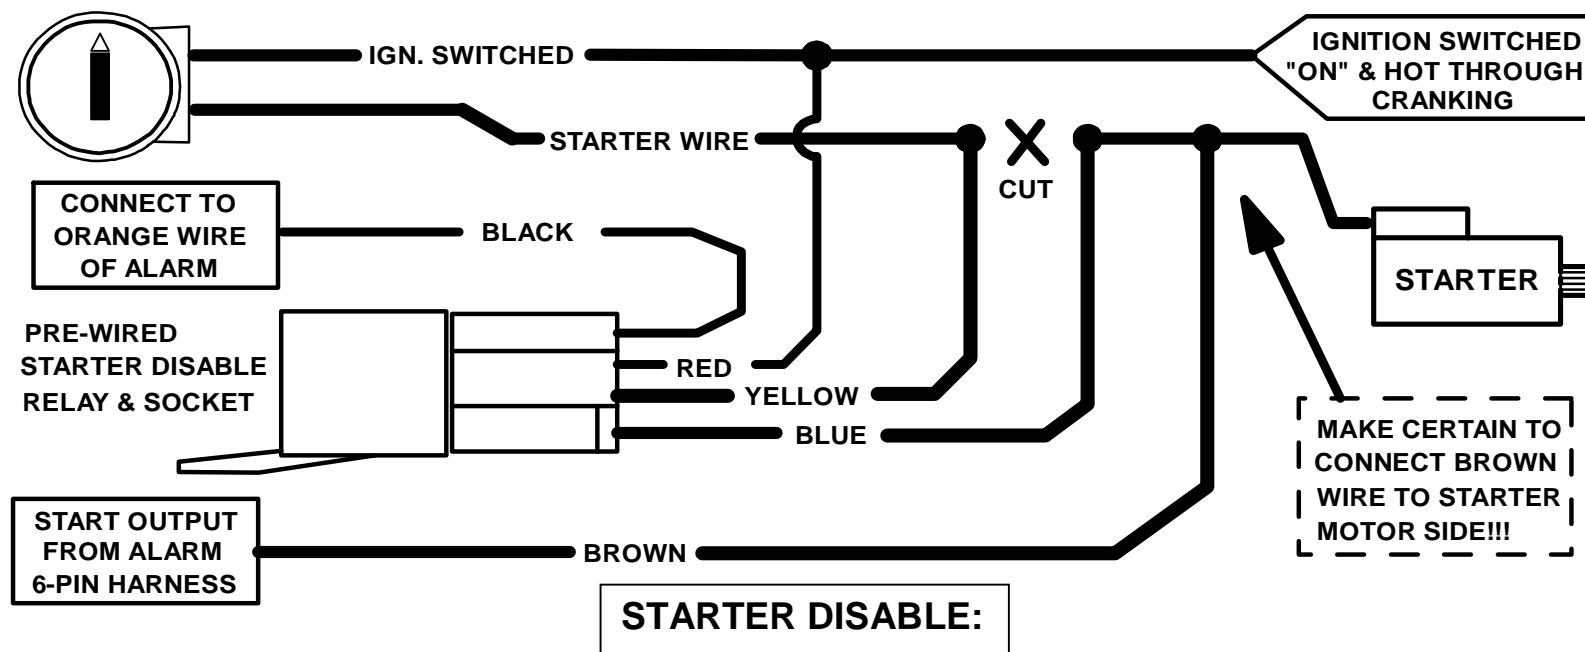 IGN. SWITCHED
IGNITION SWITCHED
"ON" & HOT THROUGH
CRANKING
STARTER WIRE
CUT
CONNECT TO
ORANGE WIRE
OF ALARM
BLACK
STARTER
PRE-WIRED
STARTER DISABLE
RELAY & SOCKET
RED
YELLOW
BLUE
MAKE CERTAIN TO
CONNECT BROWN
WIRE TO STARTER
MOTOR SIDE!!!
START OUTPUT
FROM ALARM
6-PIN HARNESS
BROWN
STARTER DISABLE: